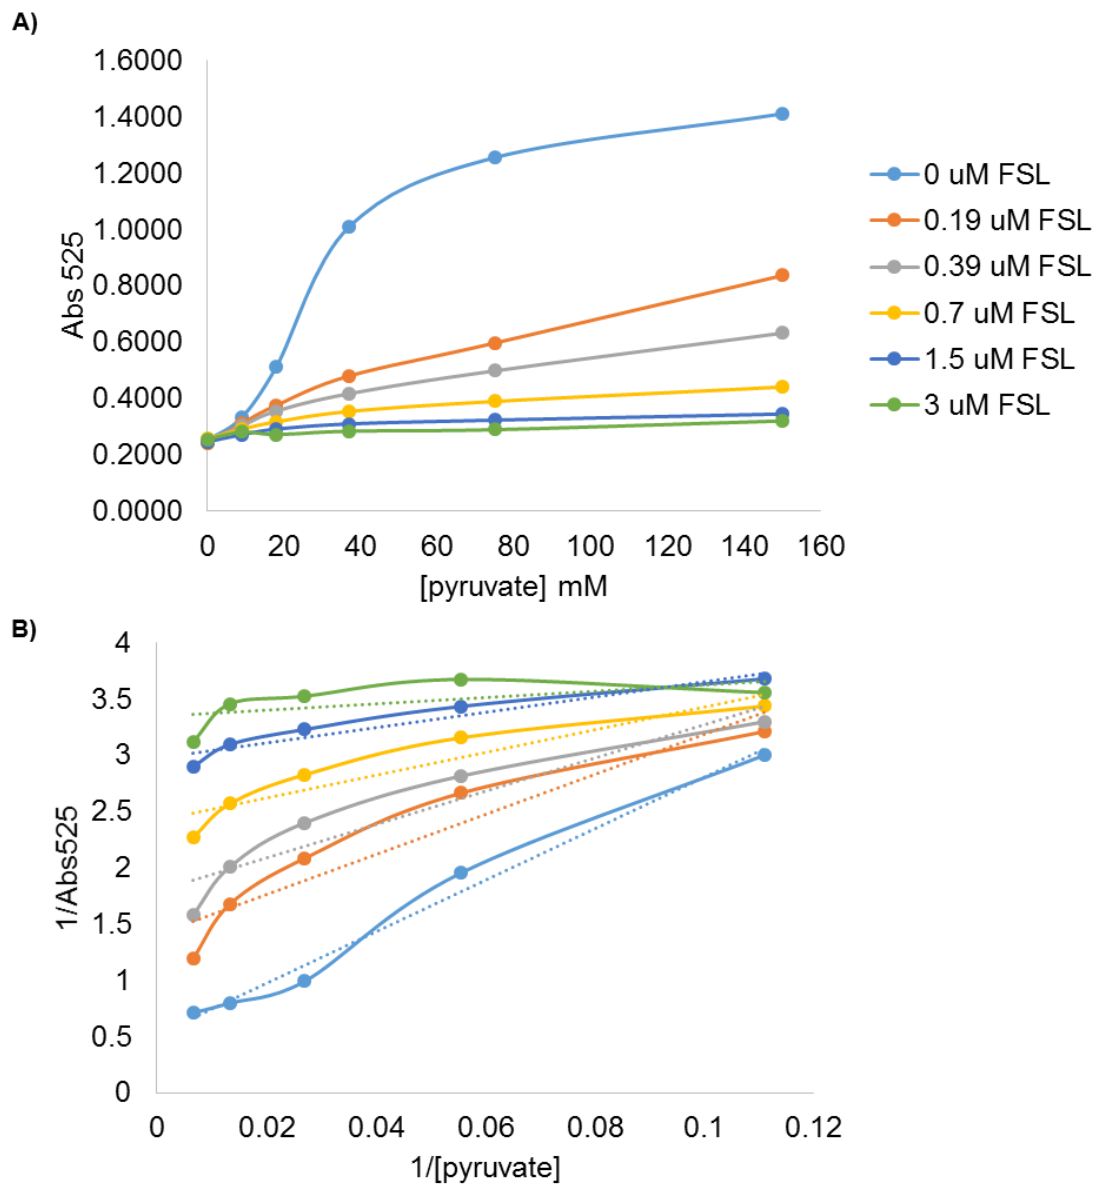 A)
1.6000
1.4000
1.2000
1.0000
0.8000
0.6000
0.4000
0.2000
0.0000
Abs 525
0 20 40 60 80 100 120 140 160
[pyruvate] mM
0 uM FSL
0.19 uM FSL
0.39 uM FSL
0.7 uM FSL
1.5 uM FSL
3 uM FSL
B)
4
3.5
3
2.5
2
1.5
1
0.5
0
1/Abs525
0 0.02 0.04 0.06 0.08 0.1 0.12
1/[pyruvate]